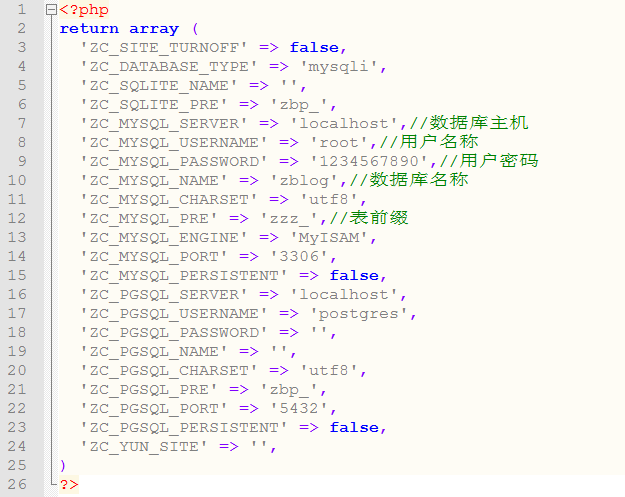 1 <?php
2 return array (
3 'ZC_SITE_TURNOFF' => false,
4 'ZC_DATABASE_TYPE' => 'mysqli',
5 'ZC_SQLITE_NAME' => '',
6 'ZC_SQLITE_PRE' => 'zbp_',
7 'ZC_MYSQL_SERVER' => 'localhost',//数据库主机
8 'ZC_MYSQL_USERNAME' => 'root',//用户名称
9 'ZC_MYSQL_PASSWORD' => '1234567890',//用户密码
10 'ZC_MYSQL_NAME' => 'zblog',//数据库名称
11 'ZC_MYSQL_CHARSET' => 'utf8',
12 'ZC_MYSQL_PRE' => 'zzz_',//表前缀
13 'ZC_MYSQL_ENGINE' => 'MyISAM',
14 'ZC_MYSQL_PORT' => '3306',
15 'ZC_MYSQL_PERSISTENT' => false,
16 'ZC_PGSQL_SERVER' => 'localhost',
17 'ZC_PGSQL_USERNAME' => 'postgres',
18 'ZC_PGSQL_PASSWORD' => '',
19 'ZC_PGSQL_NAME' => '',
20 'ZC_PGSQL_CHARSET' => 'utf8',
21 'ZC_PGSQL_PRE' => 'zbp_',
22 'ZC_PGSQL_PORT' => '5432',
23 'ZC_PGSQL_PERSISTENT' => false,
24 'ZC_YUN_SITE' => '',
25 )
26 ?>